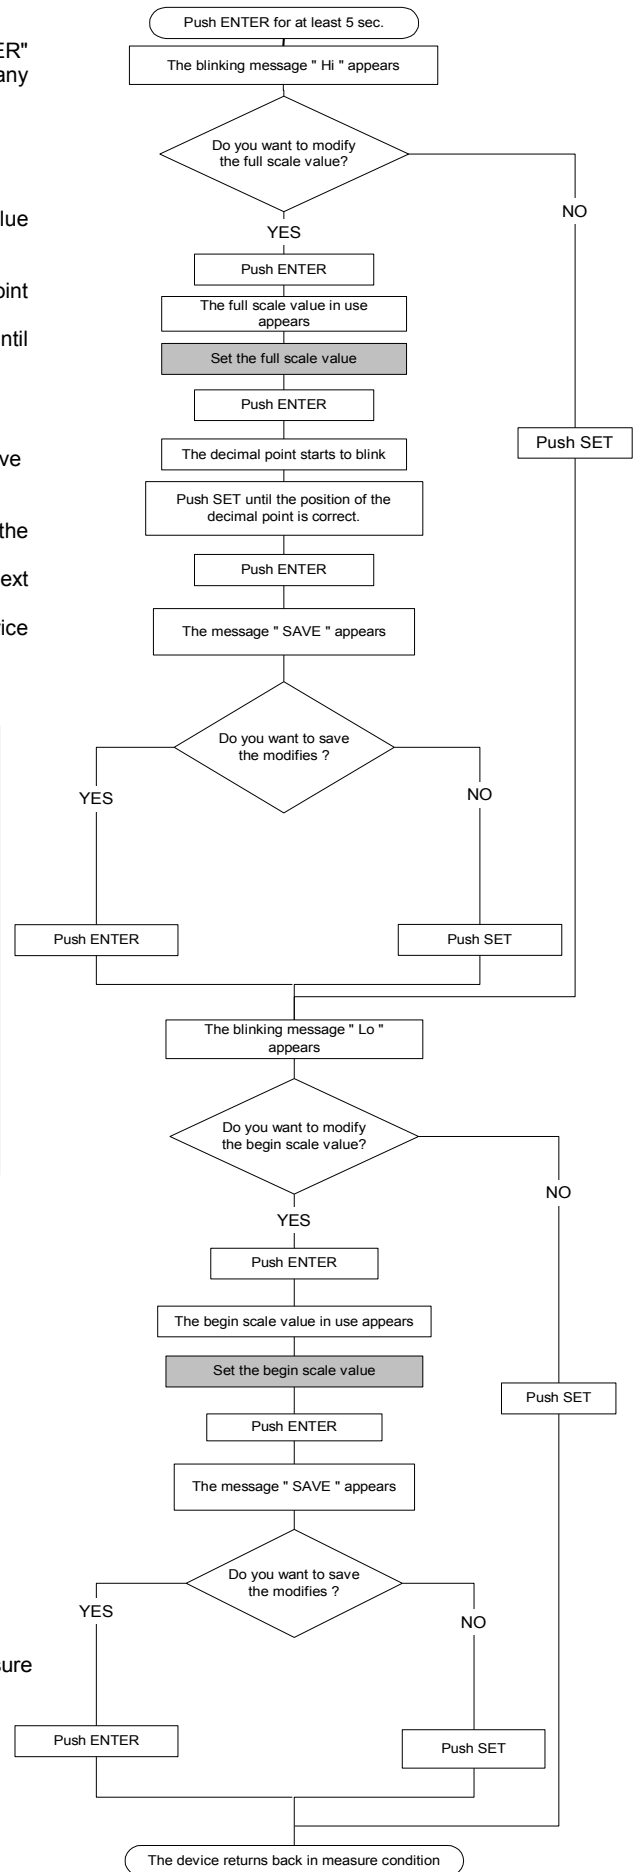 Push ENTER for at least 5 sec.
ER"
any
The blinking message " Hi " appears
Do you want to modify
the full scale value?
NO
lue
YES
Push ENTER
oint
The full scale value in use
appears
ntil
Set the full scale value
Push ENTER
Push SET
The decimal point starts to blink
ve
Push SET until the position of the
decimal point is correct.
the
Push ENTER
ext
The message " SAVE " appears
ice
Do you want to save
the modifies ?
YES
NO
Push ENTER
Push SET
The blinking message " Lo "
appears
Do you want to modify
the begin scale value?
NO
YES
Push ENTER
The begin scale value in use appears
Set the begin scale value
Push SET
Push ENTER
The message " SAVE " appears
Do you want to save
the modifies ?
YES
NO
sure
Push ENTER
Push SET
The device returns back in measure condition